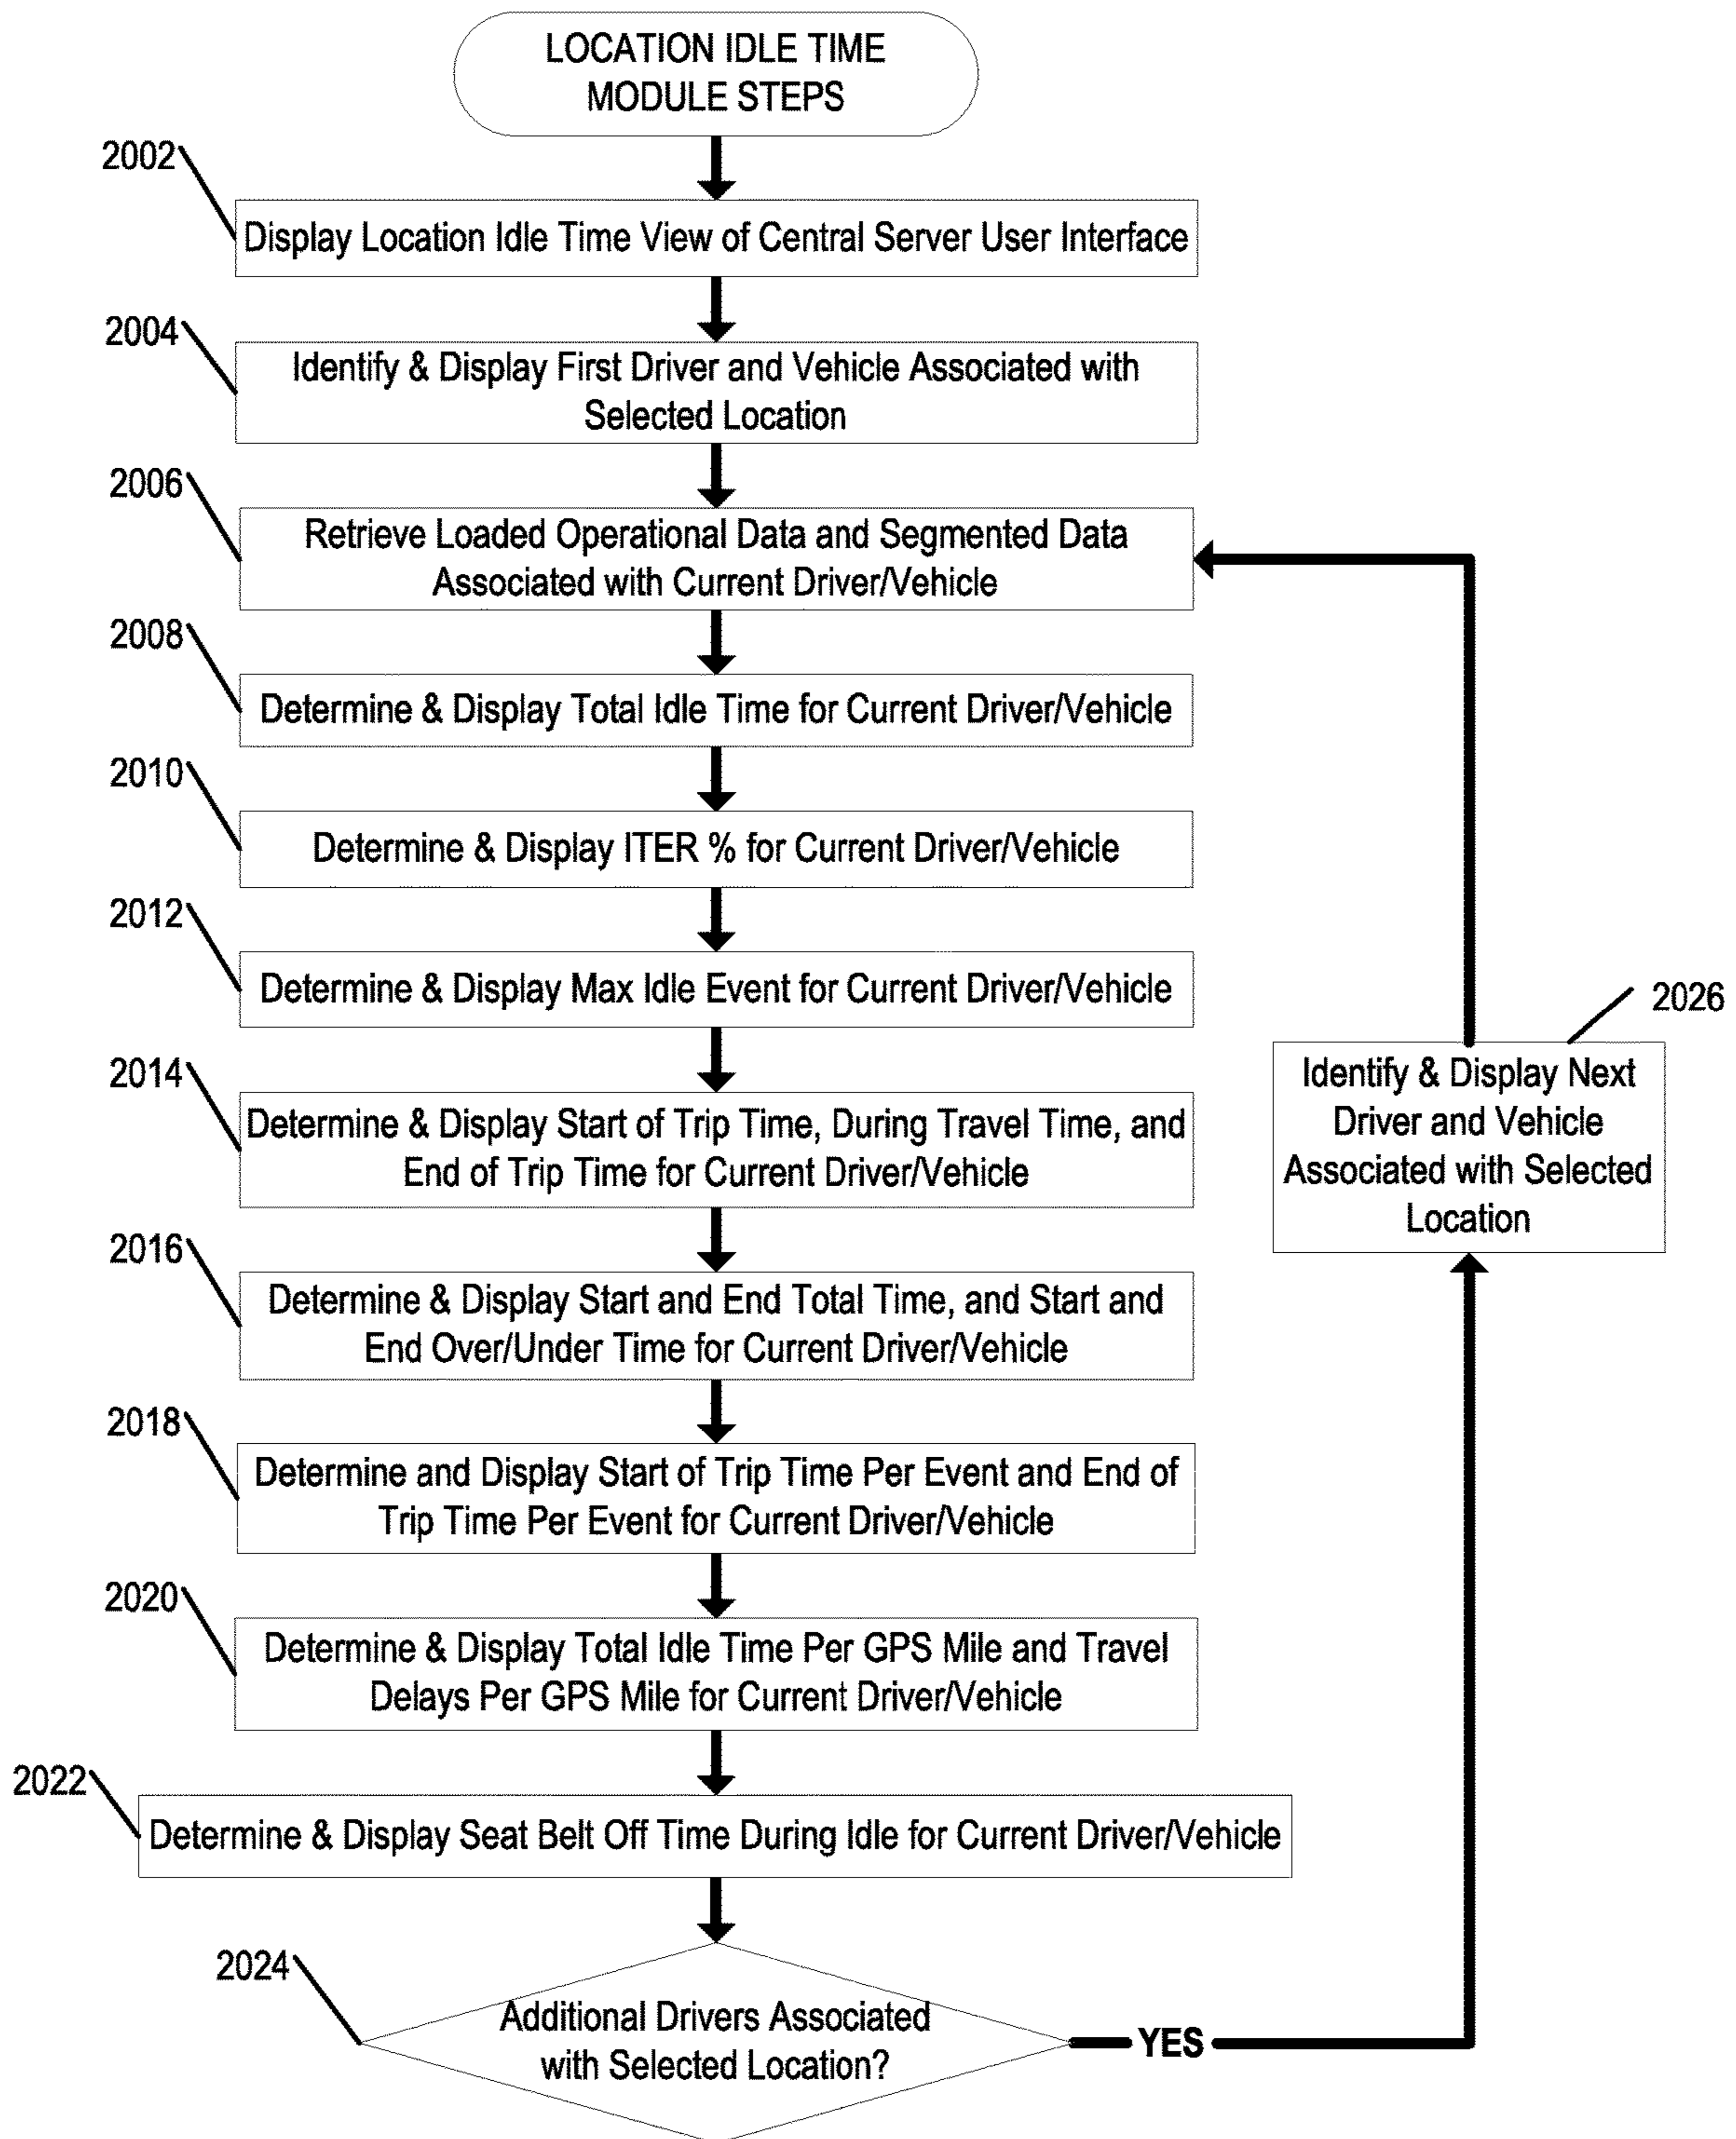 LOCATION IDLE TIME
MODULE STEPS
2002
Display Location Idle Time View of Central Server User Interface
2004
Identify & Display First Driver and Vehicle Associated with
Selected Location
2006
Retrieve Loaded Operational Data and Segmented Data
Associated with Current Driver/Vehicle
2008
Determine & Display Total Idle Time for Current Driver/Vehicle
2010
Determine & Display ITER % for Current Driver/Vehicle
2012
Determine & Display Max Idle Event for Current Driver/Vehicle
2014
Determine & Display Start of Trip Time, During Travel Time, and
End of Trip Time for Current Driver/Vehicle
2016
Determine & Display Start and End Total Time, and Start and
End Over/Under Time for Current Driver/Vehicle
2018
Determine and Display Start of Trip Time Per Event and End of
Trip Time Per Event for Current Driver/Vehicle
2020
Determine & Display Total Idle Time Per GPS Mile and Travel
Delays Per GPS Mile for Current Driver/Vehicle
2022
Determine & Display Seat Belt Off Time During Idle for Current Driver/Vehicle
2024
Additional Drivers Associated
with Selected Location?
YES
2026
Identify & Display Next
Driver and Vehicle
Associated with Selected
Location